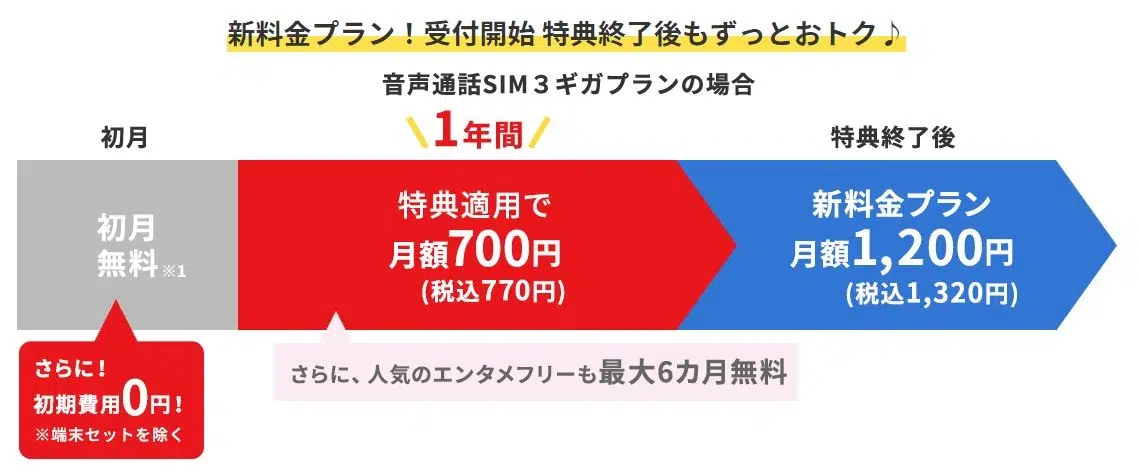 新料金プラン！受付開始 特典終了後もずっとおトク♪
音声通話SIM３ギガプランの場合
初月
1年間
特典終了後
初月
無料※1
特典適用で
月額700円
(税込770円)
新料金プラン
月額1,200円
(税込1,320円)
さらに！
初期費用0円！
※端末セットを除く
さらに、人気のエンタメフリーも最大6カ月無料